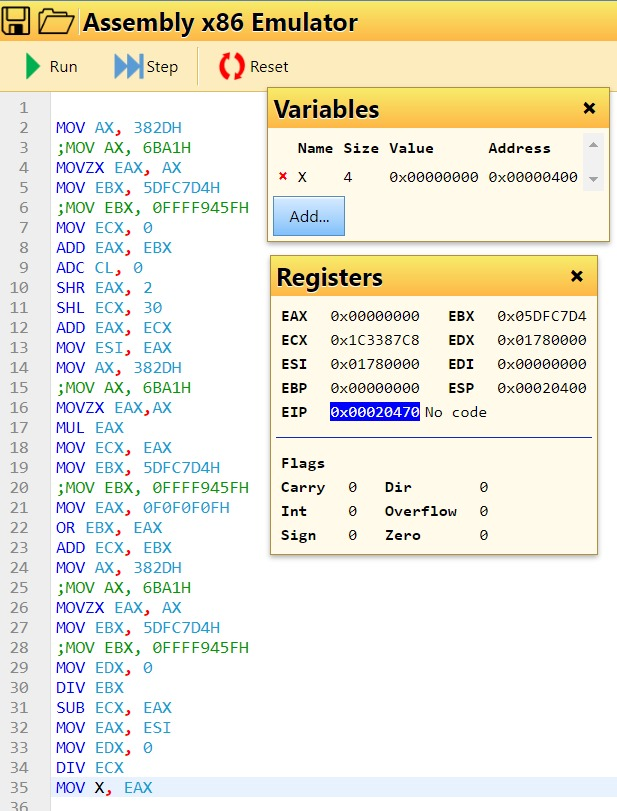 Assembly x86 Emulator
Run Step Reset
1
2 MOV AX, 382DH
3 ;MOV AX, 6BA1H
4 MOVZX EAX, AX
5 MOV EBX, 5DFC7D4H
6 ;MOV EBX, 0FFFF945FH
7 MOV ECX, 0
8 ADD EAX, EBX
9 ADC CL, 0
10 SHR EAX, 2
11 SHL ECX, 30
12 ADD EAX, ECX
13 MOV ESI, EAX
14 MOV AX, 382DH
15 ;MOV AX, 6BA1H
16 MOVZX EAX,AX
17 MUL EAX
18 MOV ECX, EAX
19 MOV EBX, 5DFC7D4H
20 ;MOV EBX, 0FFFF945FH
21 MOV EAX, 0F0F0F0FH
22 OR EBX, EAX
23 ADD ECX, EBX
24 MOV AX, 382DH
25 ;MOV AX, 6BA1H
26 MOVZX EAX, AX
27 MOV EBX, 5DFC7D4H
28 ;MOV EBX, 0FFFF945FH
29 MOV EDX, 0
30 DIV EBX
31 SUB ECX, EAX
32 MOV EAX, ESI
33 MOV EDX, 0
34 DIV ECX
35 MOV X, EAX
36
Variables ×
Name Size Value Address
× X 4 0x00000000 0x00000400
Add...
Registers ×
EAX 0x00000000 EBX 0x05DFC7D4
ECX 0x1C3387C8 EDX 0x01780000
ESI 0x01780000 EDI 0x00000000
EBP 0x00000000 ESP 0x00020400
EIP 0x00020470 No code
Flags
Carry 0 Dir 0
Int 0 Overflow 0
Sign 0 Zero 0